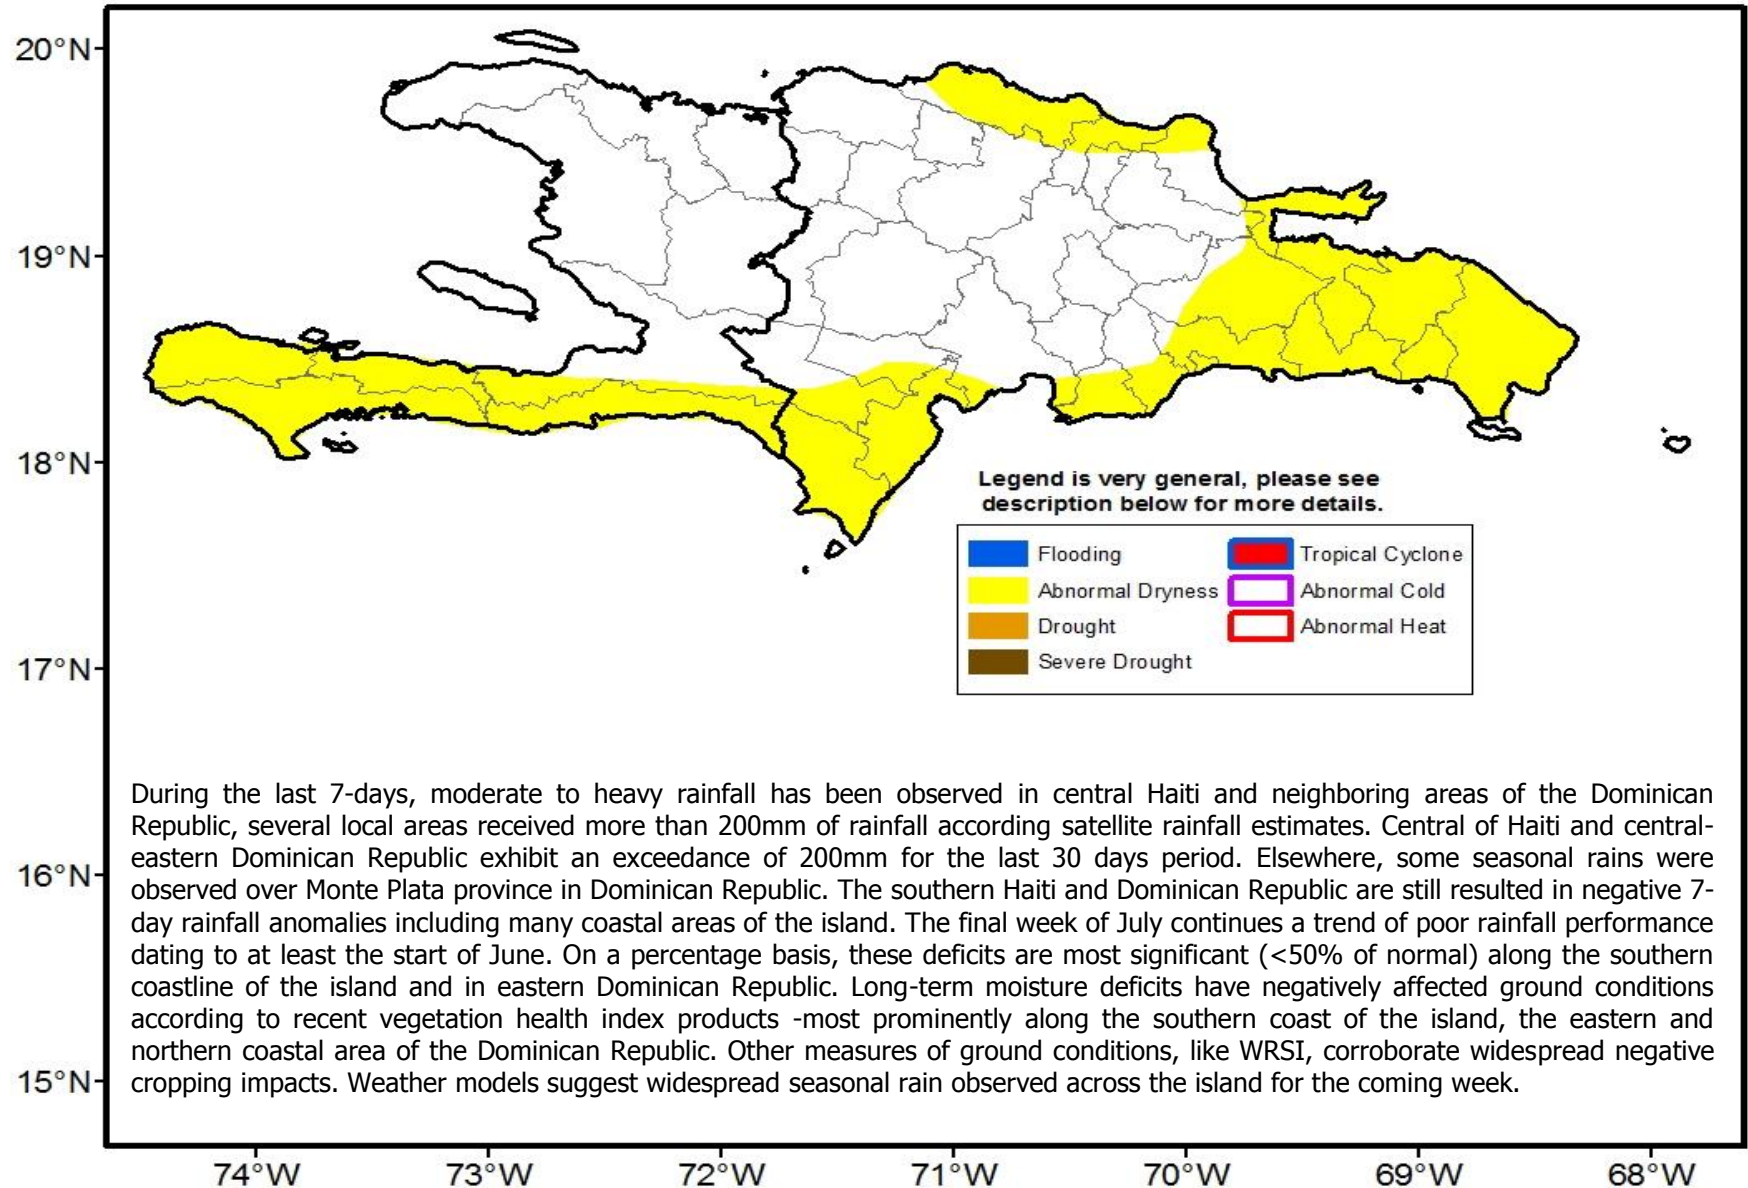 20°N
19°N
18°N
17°N
16°N
15°N
Legend is very general, please see
description below for more details.
Flooding
Tropical Cyclone
Abnormal Dryness
Abnormal Cold
Drought
Abnormal Heat
Severe Drought
During the last 7-days, moderate to heavy rainfall has been observed in central Haiti and neighboring areas of the Dominican
Republic, several local areas received more than 200mm of rainfall according satellite rainfall estimates. Central of Haiti and central-
eastern Dominican Republic exhibit an exceedance of 200mm for the last 30 days period. Elsewhere, some seasonal rains were
observed over Monte Plata province in Dominican Republic. The southern Haiti and Dominican Republic are still resulted in negative 7-
day rainfall anomalies including many coastal areas of the island. The final week of July continues a trend of poor rainfall performance
dating to at least the start of June. On a percentage basis, these deficits are most significant (<50% of normal) along the southern
coastline of the island and in eastern Dominican Republic. Long-term moisture deficits have negatively affected ground conditions
according to recent vegetation health index products -most prominently along the southern coast of the island, the eastern and
northern coastal area of the Dominican Republic. Other measures of ground conditions, like WRSI, corroborate widespread negative
cropping impacts. Weather models suggest widespread seasonal rain observed across the island for the coming week.
74°W 73°W 72°W 71°W 70°W 69°W 68°W